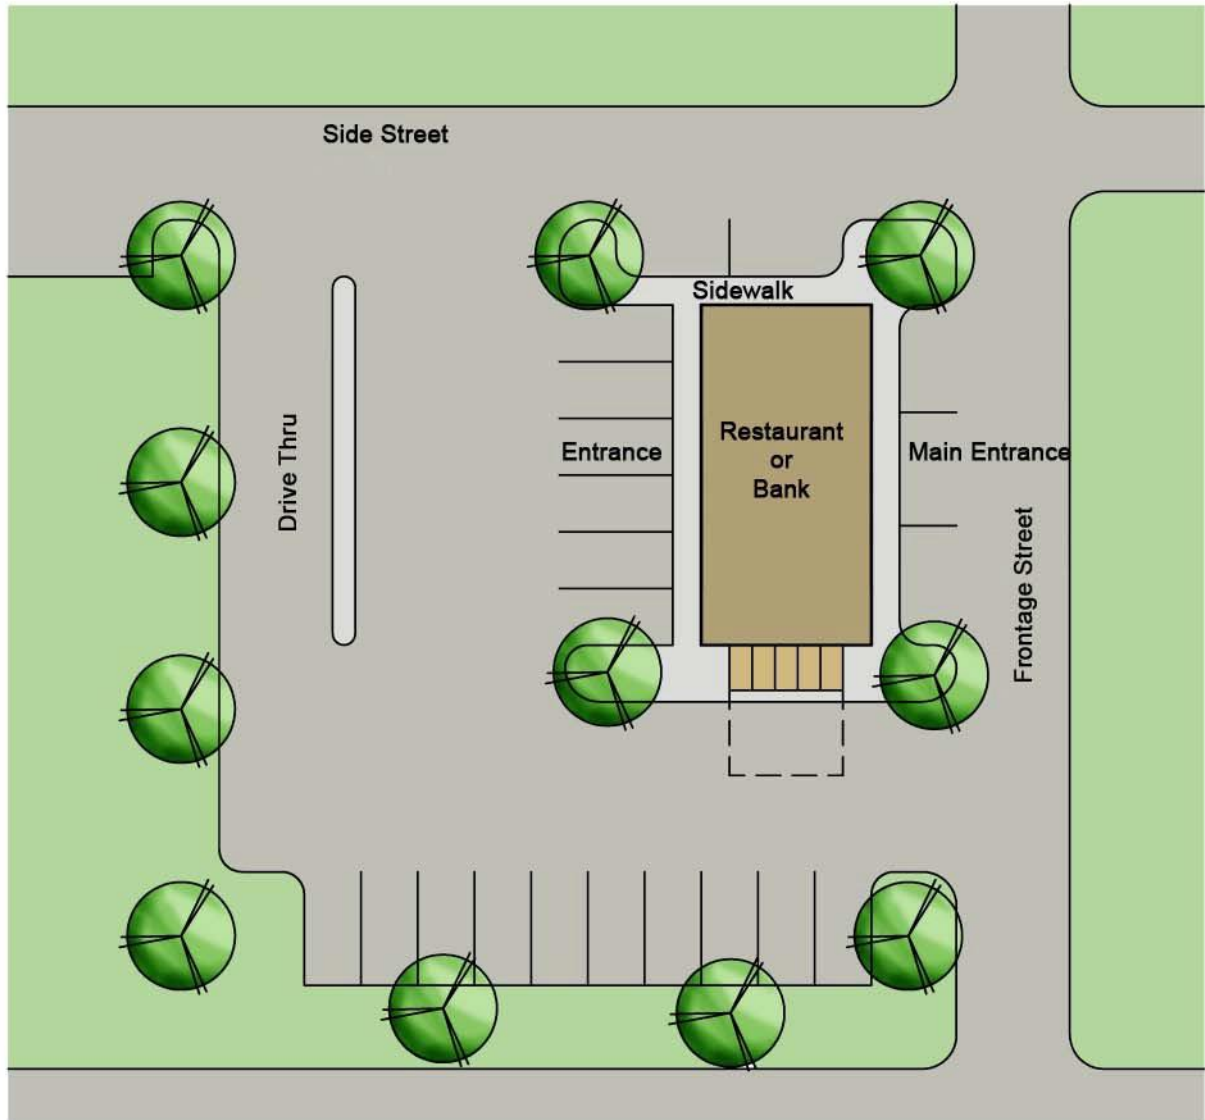 Side Street
Sidewalk
Restaurant
or
Bank
Entrance
Main Entrance
Drive Thru
Frontage Street